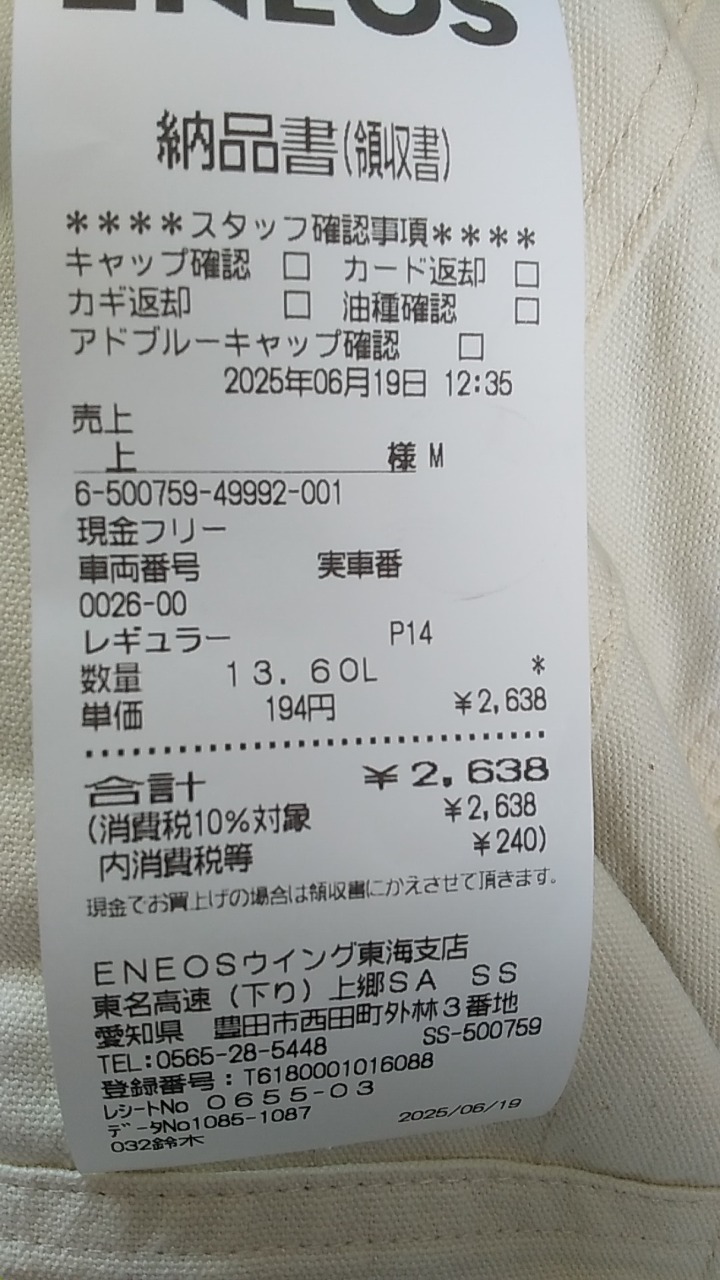 ENEOS
納品書(領収書)
****スタッフ確認事項****
キャップ確認 □ カード返却 □
カギ返却 □ 油種確認 □
アドブルーキャップ確認 □
2025年06月19日 12:35
売上
上 様 M
6-500759-49992-001
現金フリー
車両番号 実車番
0026-00
レギュラー P14
数量 13.60L *
単価 194円 ¥2,638
合計 ¥2,638
(消費税10%対象 ¥2,638
内消費税等 ¥240)
現金でお買上げの場合は領収書にかえさせて頂きます。
ENEOSウイング東海支店
東名高速(下り)上郷SA SS
愛知県 豊田市西田町外林3番地
TEL:0565-28-5448 SS-500759
登録番号:T6180001016088
レシートNo 0655-03
データNo1085-1087 2025/06/19
032鈴木